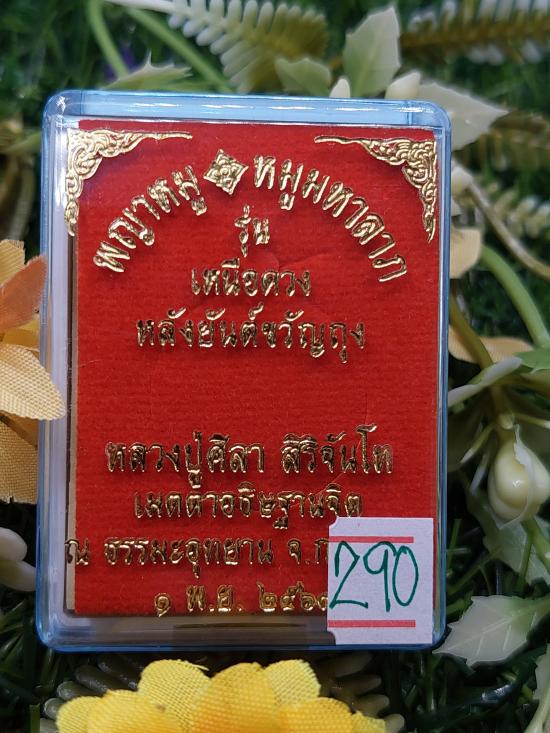 พญาหมู หมูมหาลาภ
รุ่น
เหนือดวง
หลังยันต์ขวัญถุง
หลวงปู่ศิลา สิริจันโท
เมตตาอธิษฐานจิต
ณ ธรรมะอุทยาน จ.ก
๑ พ.ย. ๒๕๖
290